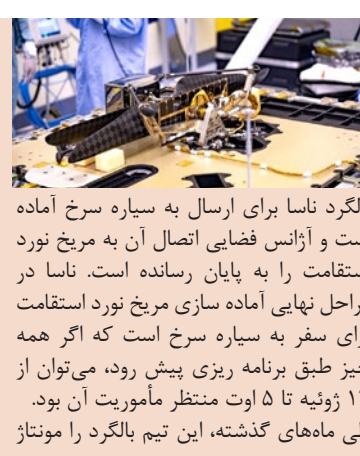 الگرد ناسا برای ارسال به سیاره سرخ آماده
ست و آژانس فضایی اتصال آن به مریخ نورد
ستقامت را به پایان رسانده است. ناسا در
راحل نهایی آماده سازی مریخ نورد استقامت
رای سفر به سیاره سرخ است که اگر همه
چیز طبق برنامه ریزی پیش رود، می‌توان از
ژوئیه تا ۵ اوت منتظر مأموریت آن بود.
لی ماه‌های گذشته، این تیم بالگرد را مونتاژ